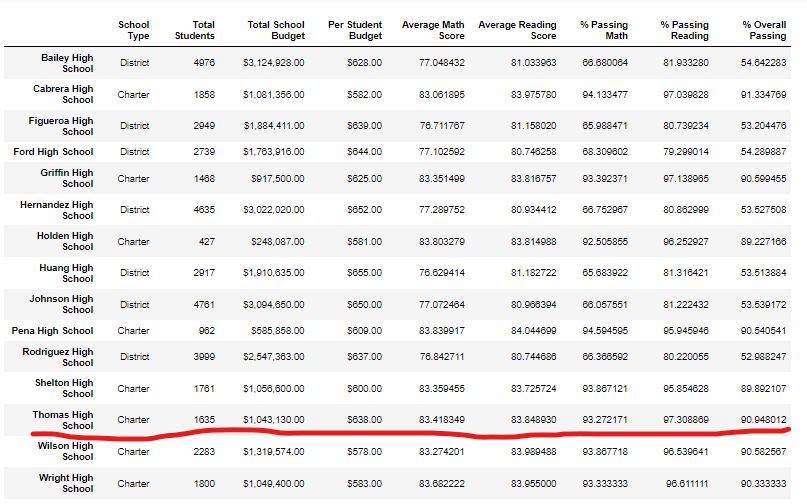 School Type Total Students Total School Budget Per Student Budget Average Math Score Average Reading Score % Passing Math % Passing Reading % Overall Passing
Bailey High School District 4976 $3,124,928.00 $628.00 77.048432 81.033963 66.680064 81.933280 54.642283
Cabrera High School Charter 1858 $1,081,356.00 $582.00 83.061895 83.975780 94.133477 97.039828 91.334769
Figueroa High School District 2949 $1,884,411.00 $639.00 76.711767 81.158020 65.988471 80.739234 53.204476
Ford High School District 2739 $1,763,916.00 $644.00 77.102592 80.746258 68.309602 79.299014 54.289887
Griffin High School Charter 1468 $917,500.00 $625.00 83.351499 83.816757 93.392371 97.138965 90.599455
Hernandez High School District 4635 $3,022,020.00 $652.00 77.289752 80.934412 66.752967 80.862999 53.527508
Holden High School Charter 427 $248,087.00 $581.00 83.803279 83.814988 92.505855 96.252927 89.227166
Huang High School District 2917 $1,910,635.00 $655.00 76.629414 81.182722 65.683922 81.316421 53.513884
Johnson High School District 4761 $3,094,650.00 $650.00 77.072464 80.966394 66.057551 81.222432 53.539172
Pena High School Charter 962 $585,858.00 $609.00 83.839917 84.044699 94.594595 95.945946 90.540541
Rodriguez High School District 3999 $2,547,363.00 $637.00 76.842711 80.744686 66.366592 80.220055 52.988247
Shelton High School Charter 1761 $1,056,600.00 $600.00 83.359455 83.725724 93.867121 95.854628 89.892107
Thomas High School Charter 1635 $1,043,130.00 $638.00 83.418349 83.848930 93.272171 97.308869 90.948012
Wilson High School Charter 2283 $1,319,574.00 $578.00 83.274201 83.989488 93.867718 96.539641 90.582567
Wright High School Charter 1800 $1,049,400.00 $583.00 83.682222 83.955000 93.333333 96.611111 90.333333